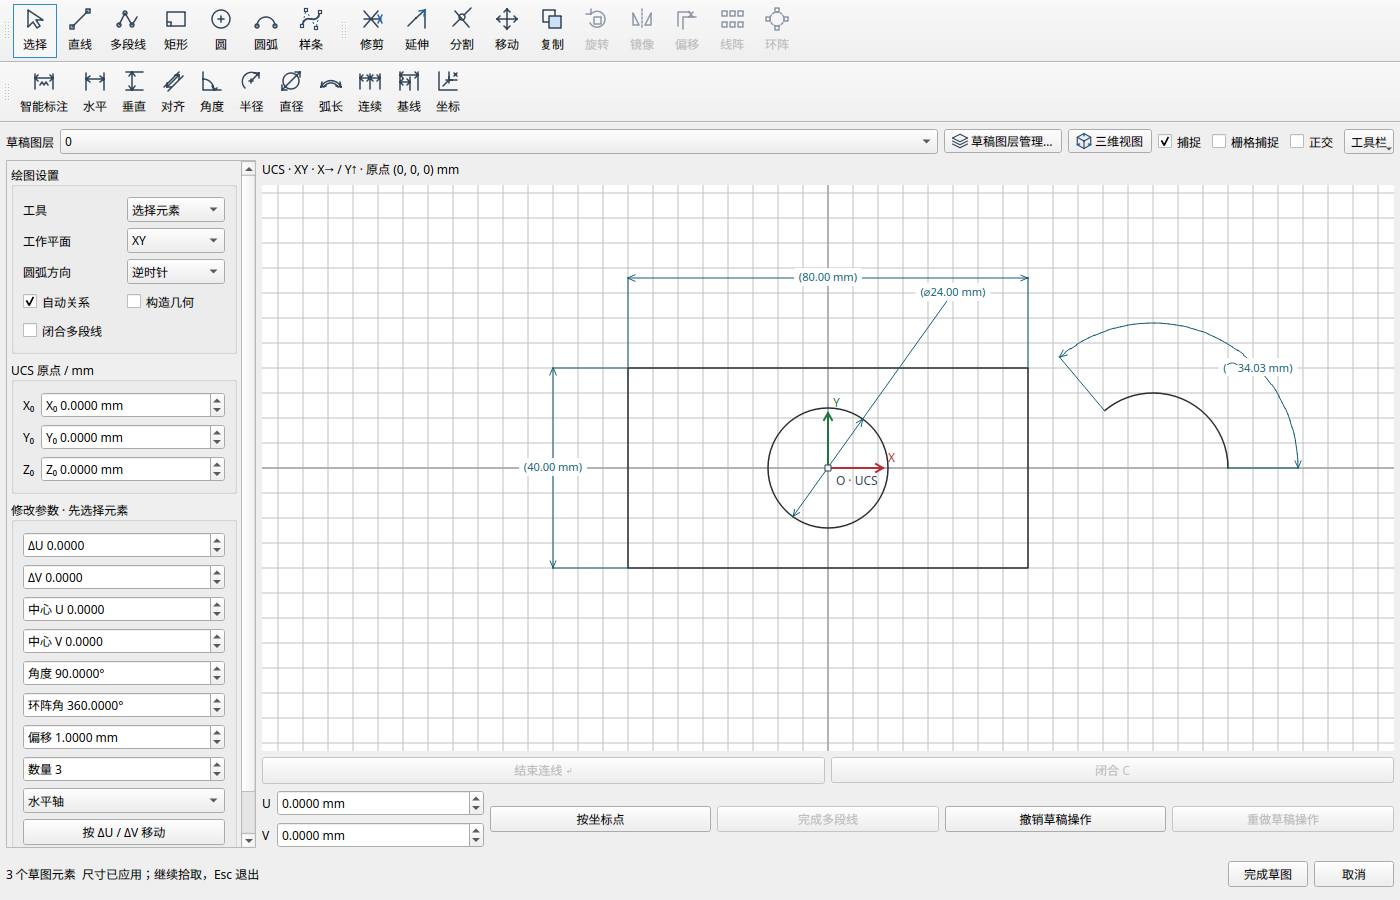 选择 直线 多段线 矩形 圆 圆弧 样条 修剪 延伸 分割 移动 复制 旋转 镜像 偏移 线阵 环阵
智能标注 水平 垂直 对齐 角度 半径 直径 弧长 连续 基线 坐标
草稿图层 0 草稿图层管理... 三维视图 捕捉 栅格捕捉 正交 工具栏
绘图设置
工具 选择元素
工作平面 XY
圆弧方向 逆时针
自动关系 构造几何
闭合多段线
UCS 原点 / mm
X₀ X₀ 0.0000 mm
Y₀ Y₀ 0.0000 mm
Z₀ Z₀ 0.0000 mm
修改参数 · 先选择元素
ΔU 0.0000
ΔV 0.0000
中心 U 0.0000
中心 V 0.0000
角度 90.0000°
环阵角 360.0000°
偏移 1.0000 mm
数量 3
水平轴
按 ΔU / ΔV 移动
UCS · XY · X→ / Y↑ · 原点 (0, 0, 0) mm
(80.00 mm)
(⌀24.00 mm)
(⌒34.03 mm)
(40.00 mm)
Y
X
O · UCS
结束连线 ↲ 闭合 C
U 0.0000 mm
V 0.0000 mm
按坐标点 完成多段线 撤销草稿操作 重做草稿操作
3 个草图元素 尺寸已应用；继续拾取，Esc 退出
完成草图 取消